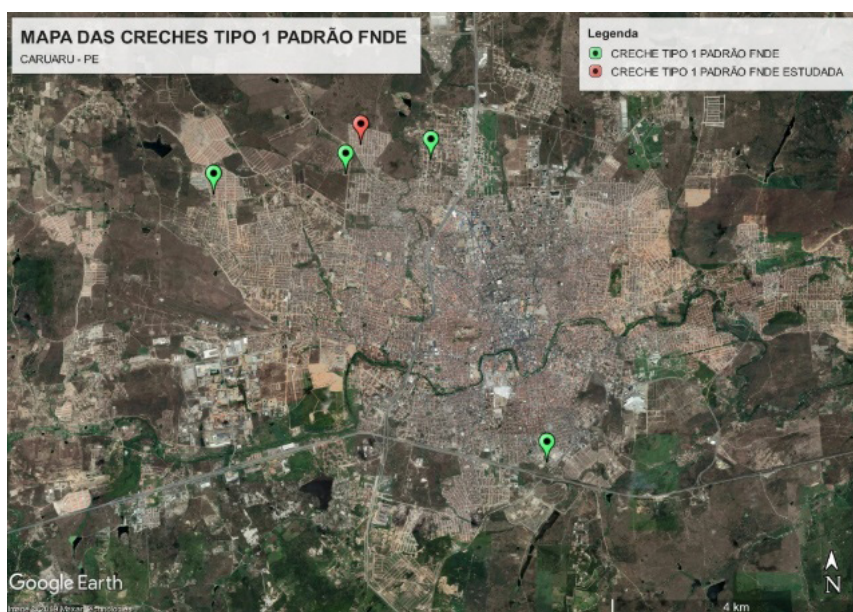 MAPA DAS CRECHES TIPO 1 PADRÃO FNDE
CARUARU - PE
Legenda
CRECHE TIPO 1 PADRÃO FNDE
CRECHE TIPO 1 PADRÃO FNDE ESTUDADA
Google Earth
N
4 km